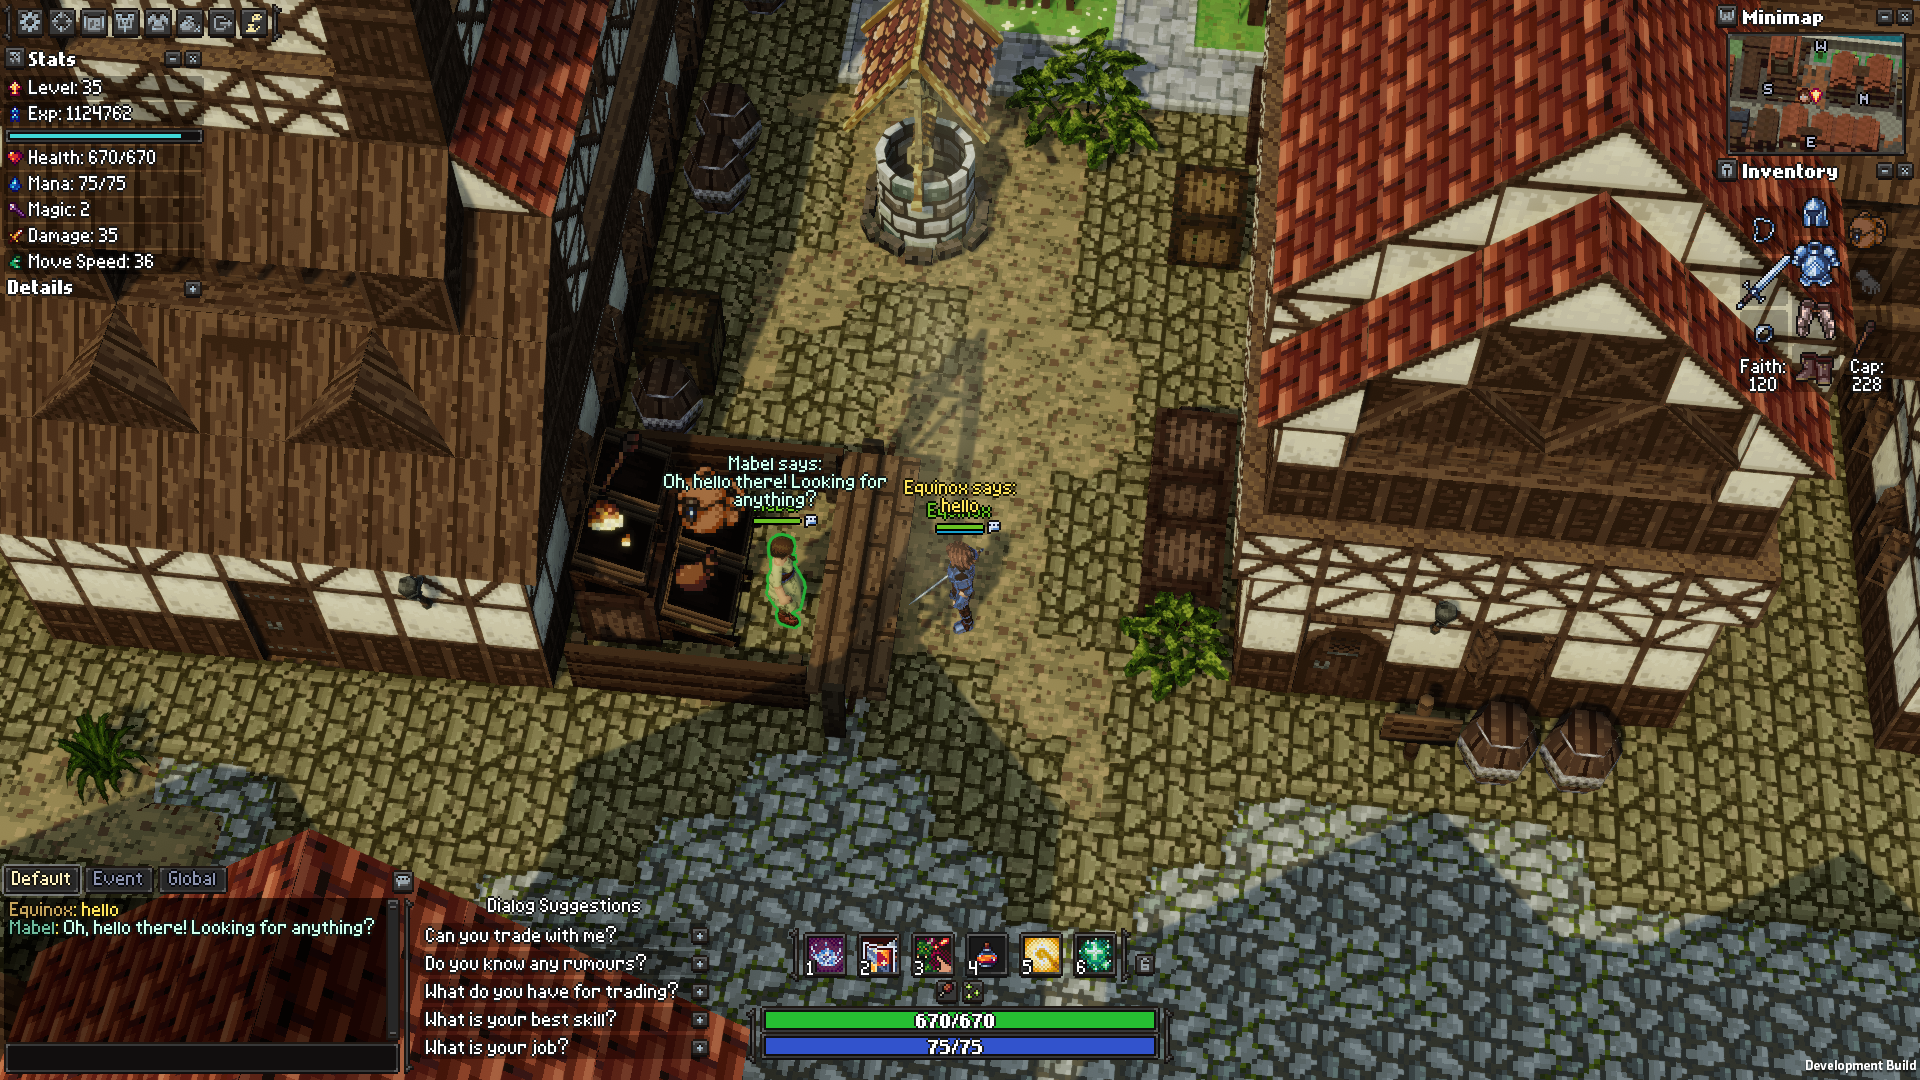 Stats
Level: 35
Exp: 1124762
Health: 670/670
Mana: 75/75
Magic: 2
Damage: 35
Move Speed: 36
Details
Minimap
W
S
N
E
Inventory
Faith:
120
Cap:
228
Mabel says:
Oh, hello there! Looking for
anything?
Equinox says:
hello
Equinox
Default
Event
Global
Equinox: hello
Mabel: Oh, hello there! Looking for anything?
Dialog Suggestions
Can you trade with me?
Do you know any rumours?
What do you have for trading?
What is your best skill?
What is your job?
1
2
3
4
5
6
670/670
75/75
Development Build